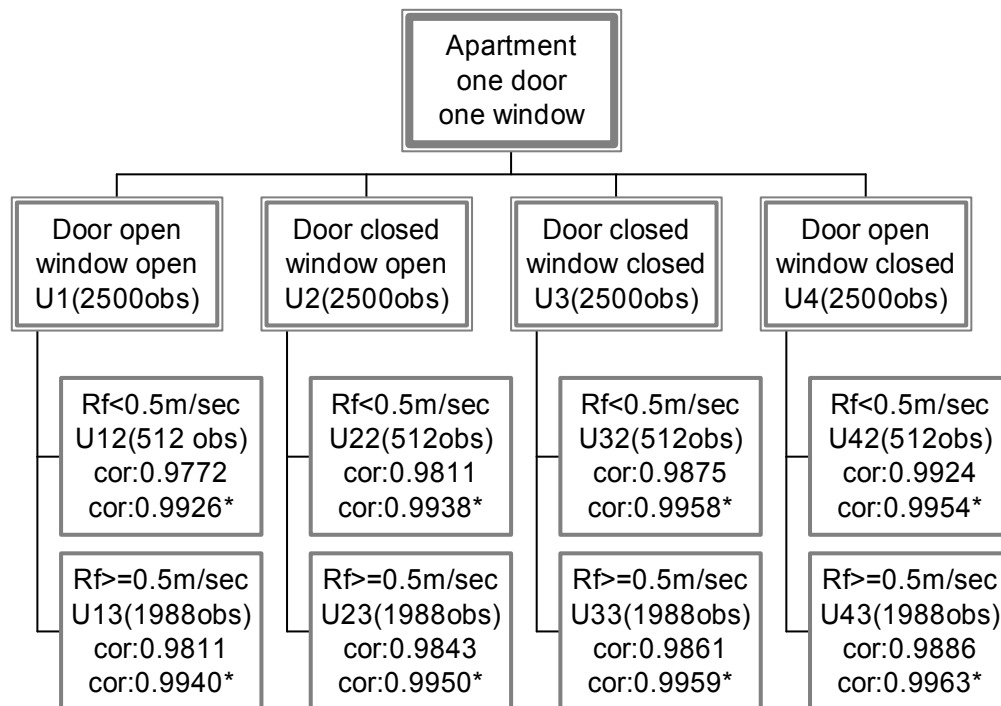 Apartment
one door
one window
Door open
window open
U1(2500obs)
Door closed
window open
U2(2500obs)
Door closed
window closed
U3(2500obs)
Door open
window closed
U4(2500obs)
Rf<0.5m/sec
U12(512 obs)
cor:0.9772
cor:0.9926*
Rf<0.5m/sec
U22(512obs)
cor:0.9811
cor:0.9938*
Rf<0.5m/sec
U32(512obs)
cor:0.9875
cor:0.9958*
Rf<0.5m/sec
U42(512obs)
cor:0.9924
cor:0.9954*
Rf>=0.5m/sec
U13(1988obs)
cor:0.9811
cor:0.9940*
Rf>=0.5m/sec
U23(1988obs)
cor:0.9843
cor:0.9950*
Rf>=0.5m/sec
U33(1988obs)
cor:0.9861
cor:0.9959*
Rf>=0.5m/sec
U43(1988obs)
cor:0.9886
cor:0.9963*